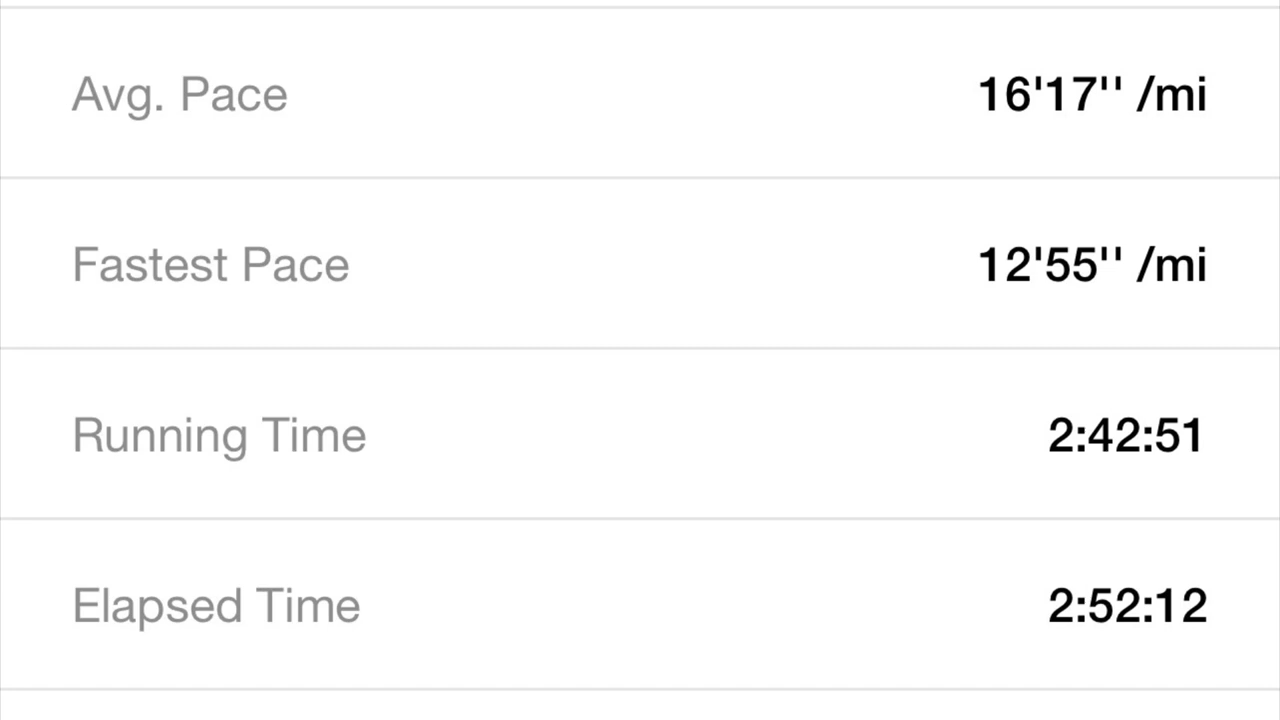 Avg. Pace 16'17'' /mi
Fastest Pace 12'55'' /mi
Running Time 2:42:51
Elapsed Time 2:52:12